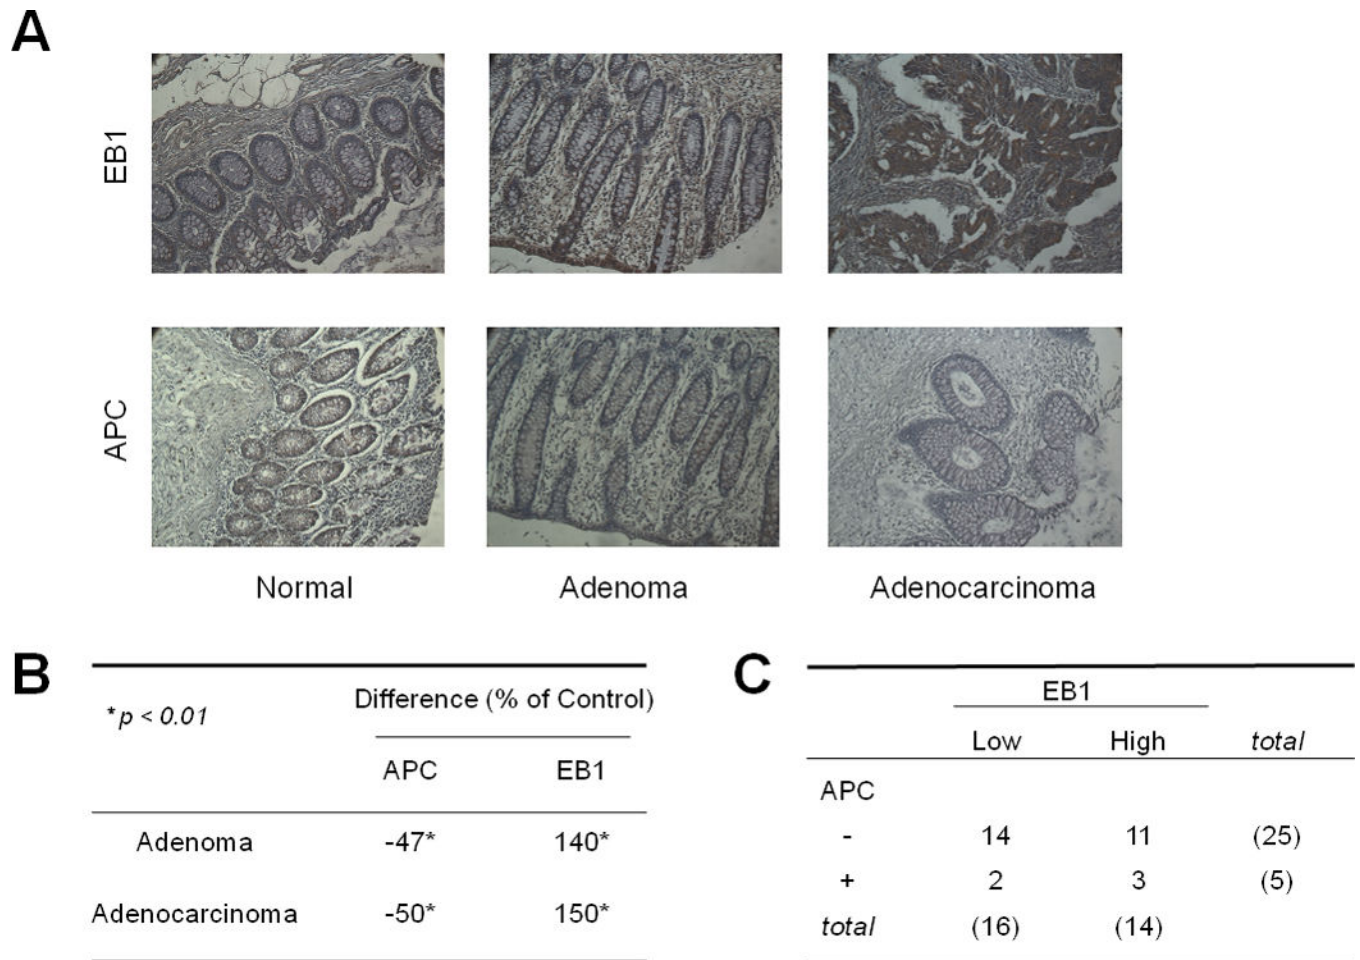 A
EB1
APC
Normal Adenoma Adenocarcinoma
B
* p < 0.01 Difference (% of Control)
APC EB1
Adenoma -47* 140*
Adenocarcinoma -50* 150*
C
EB1
Low High total
APC
- 14 11 (25)
+ 2 3 (5)
total (16) (14)